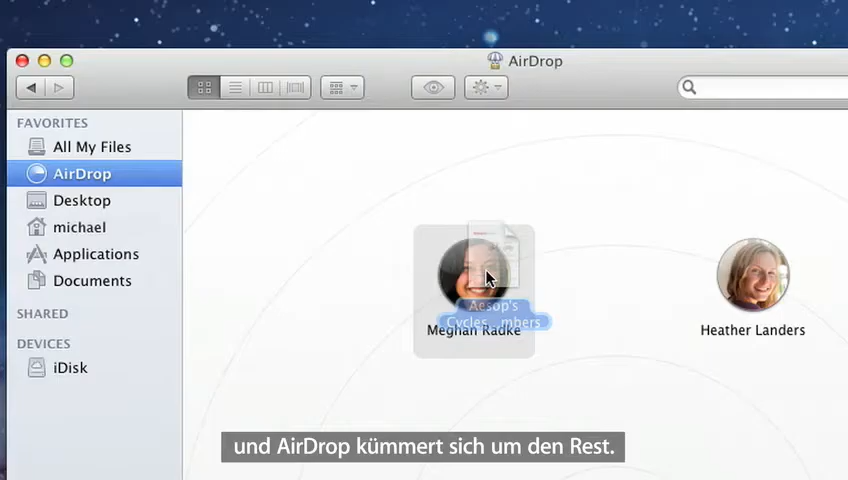 AirDrop
FAVORITES
All My Files
AirDrop
Desktop
michael
Applications
Documents
SHARED
DEVICES
iDisk
Aesop's
Cycles...mbers
Meghan Radke
Heather Landers
und AirDrop kümmert sich um den Rest.